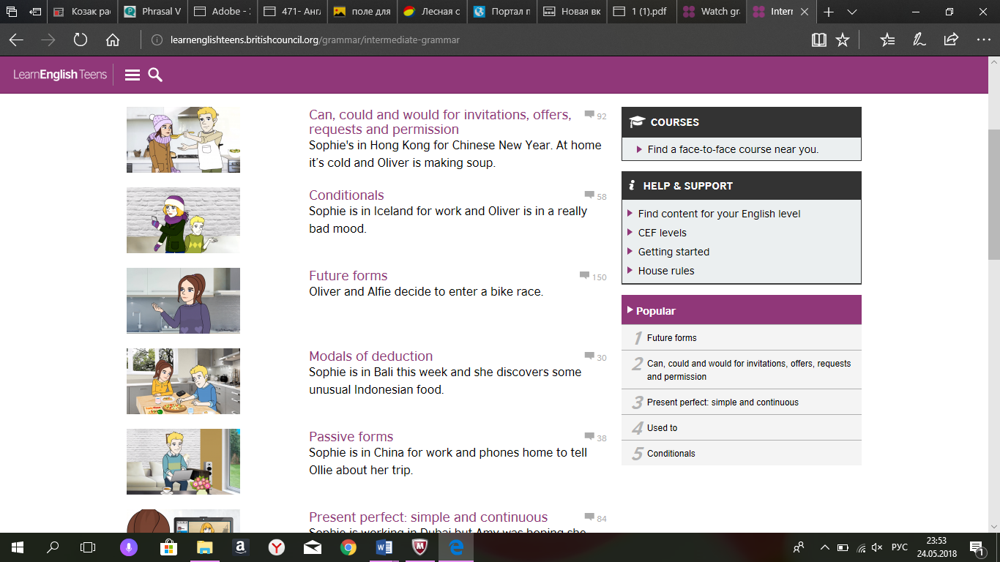 Козак рас
Phrasal V
Adobe - 2
471- Англ
поле для
Лесная с
Портал п
Новая вк
1 (1).pdf
Watch gr
Interr
learnenglishteens.britishcouncil.org/grammar/intermediate-grammar
LearnEnglish Teens
Can, could and would for invitations, offers,
requests and permission
92
Sophie's in Hong Kong for Chinese New Year. At home
it's cold and Oliver is making soup.
Conditionals
58
Sophie is in Iceland for work and Oliver is in a really
bad mood.
Future forms
150
Oliver and Alfie decide to enter a bike race.
Modals of deduction
30
Sophie is in Bali this week and she discovers some
unusual Indonesian food.
Passive forms
38
Sophie is in China for work and phones home to tell
Ollie about her trip.
Present perfect: simple and continuous
84
Sophie is working in Dubai but Amy was hoping she
COURSES
Find a face-to-face course near you.
HELP & SUPPORT
Find content for your English level
CEF levels
Getting started
House rules
Popular
1 Future forms
2 Can, could and would for invitations, offers, requests
and permission
3 Present perfect: simple and continuous
4 Used to
5 Conditionals
РУС
23:53
24.05.2018
1